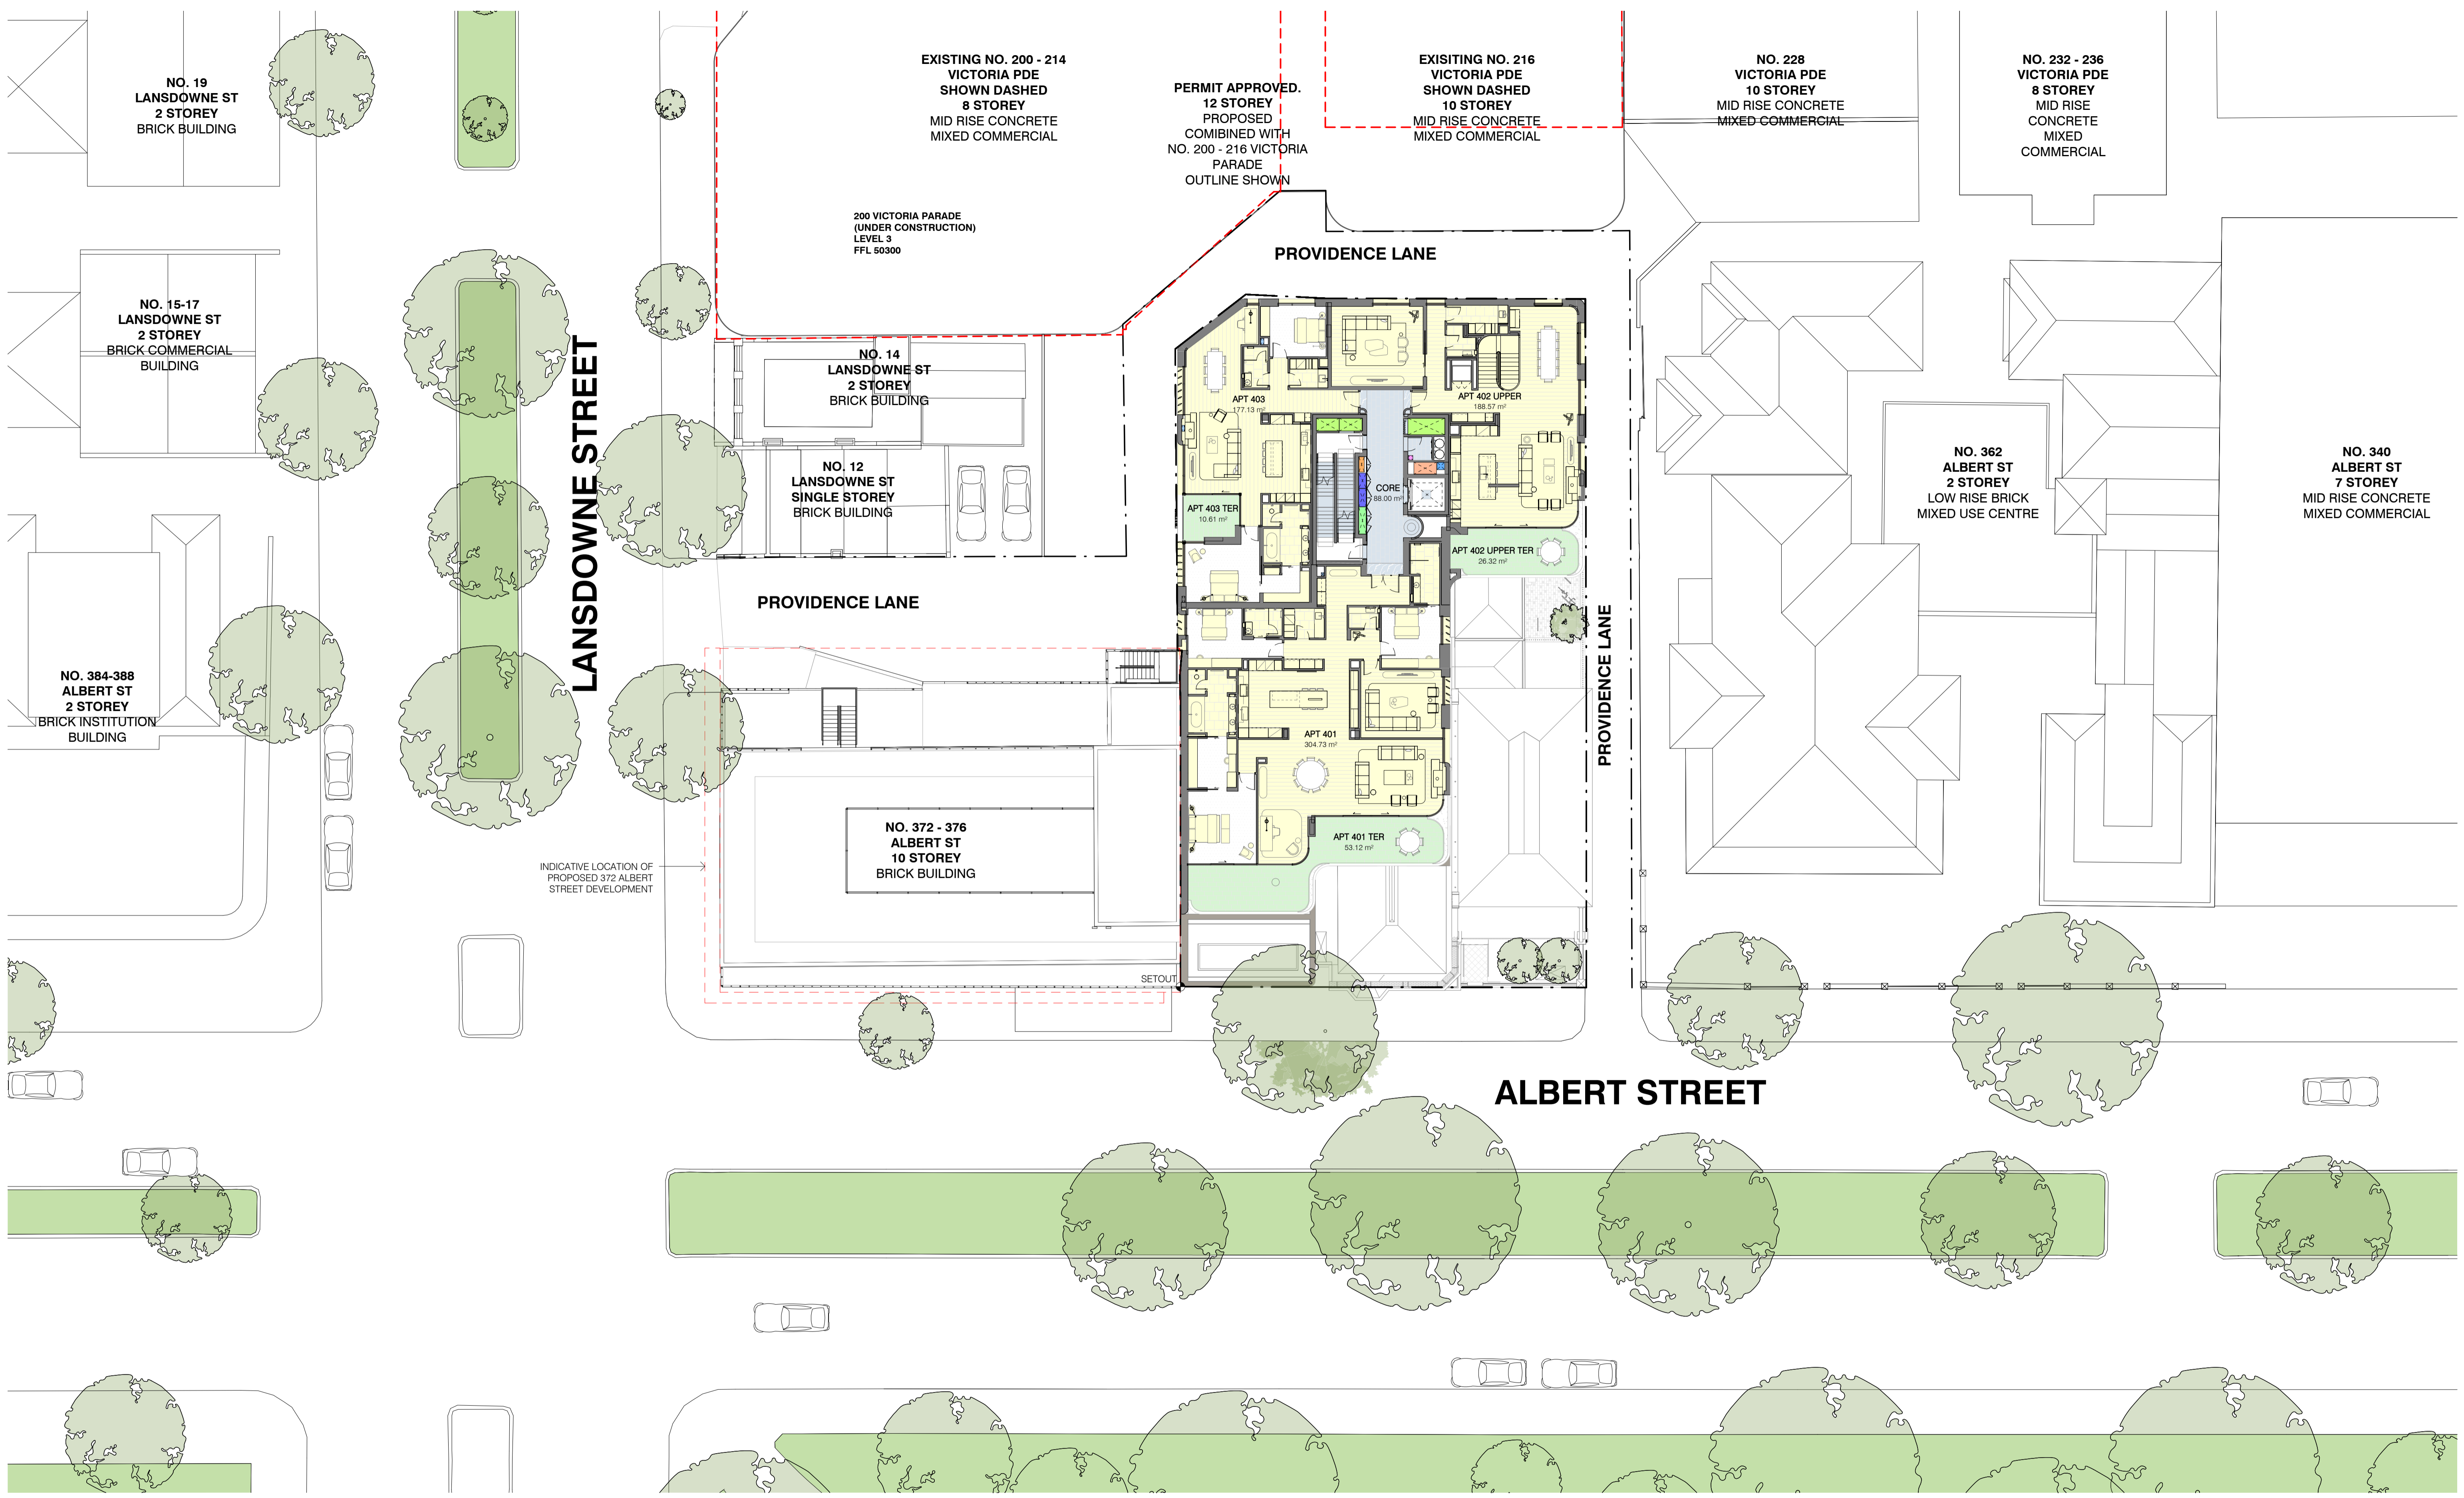 NO. 19
LANSDOWNE ST
2 STOREY
BRICK BUILDING
EXISTING NO. 200 - 214
VICTORIA PDE
SHOWN DASHED
8 STOREY
MID RISE CONCRETE
MIXED COMMERCIAL
PERMIT APPROVED.
12 STOREY
PROPOSED
COMIBINED WITH
NO. 200 - 216 VICTORIA
PARADE
OUTLINE SHOWN
EXISITING NO. 216
VICTORIA PDE
SHOWN DASHED
10 STOREY
MID RISE CONCRETE
MIXED COMMERCIAL
NO. 228
VICTORIA PDE
10 STOREY
MID RISE CONCRETE
MIXED COMMERCIAL
NO. 232 - 236
VICTORIA PDE
8 STOREY
MID RISE
CONCRETE
MIXED
COMMERCIAL
200 VICTORIA PARADE
(UNDER CONSTRUCTION)
LEVEL 3
FFL 50300
PROVIDENCE LANE
NO. 15-17
LANSDOWNE ST
2 STOREY
BRICK COMMERCIAL
BUILDING
LANSDOWNE STREET
NO. 14
LANSDOWNE ST
2 STOREY
BRICK BUILDING
NO. 12
LANSDOWNE ST
SINGLE STOREY
BRICK BUILDING
APT 403
177.13 m²
APT 402 UPPER
188.57 m²
CORE
88.00 m²
APT 403 TER
10.61 m²
APT 402 UPPER TER
26.32 m²
NO. 362
ALBERT ST
2 STOREY
LOW RISE BRICK
MIXED USE CENTRE
NO. 340
ALBERT ST
7 STOREY
MID RISE CONCRETE
MIXED COMMERCIAL
PROVIDENCE LANE
PROVIDENCE LANE
NO. 384-388
ALBERT ST
2 STOREY
BRICK INSTITUTION
BUILDING
APT 401
304.73 m²
APT 401 TER
53.12 m²
NO. 372 - 376
ALBERT ST
10 STOREY
BRICK BUILDING
INDICATIVE LOCATION OF
PROPOSED 372 ALBERT
STREET DEVELOPMENT
SETOUT
ALBERT STREET